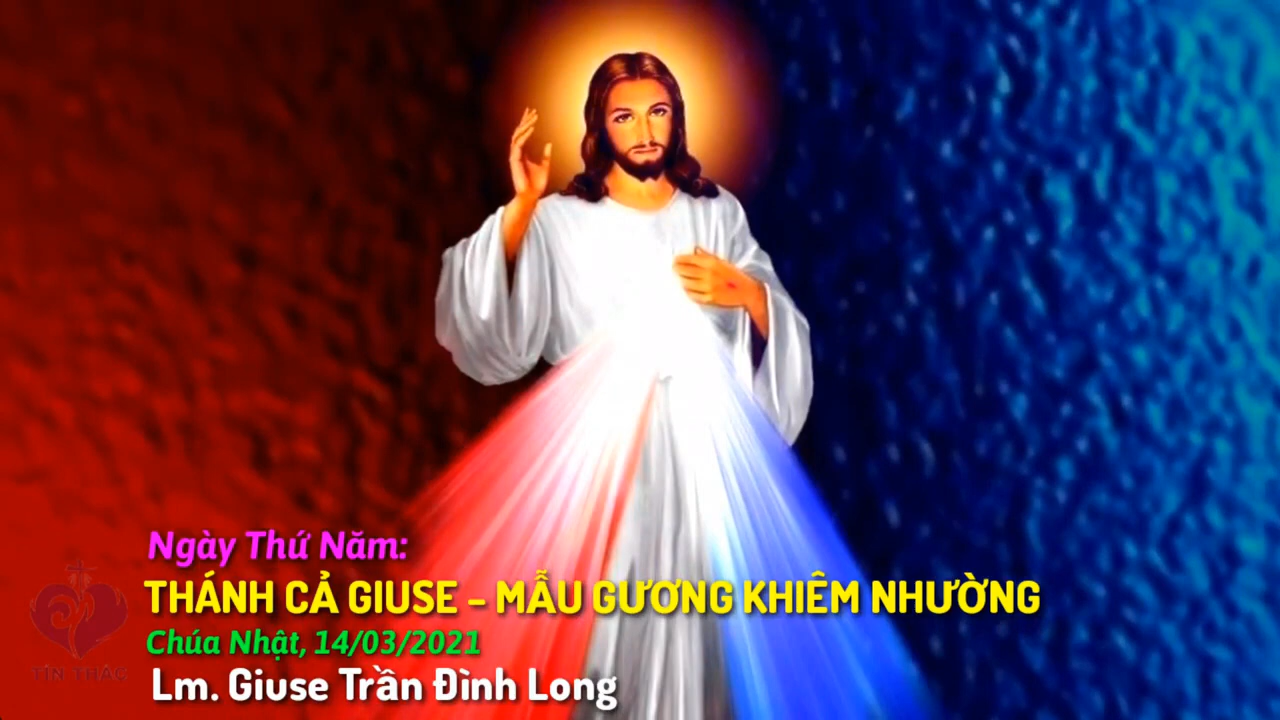 Ngày Thứ Năm:
THÁNH CẢ GIUSE - MẪU GƯƠNG KHIÊM NHƯỜNG
Chúa Nhật, 14/03/2021
TÍN THÁC
Lm. Giuse Trần Đình Long